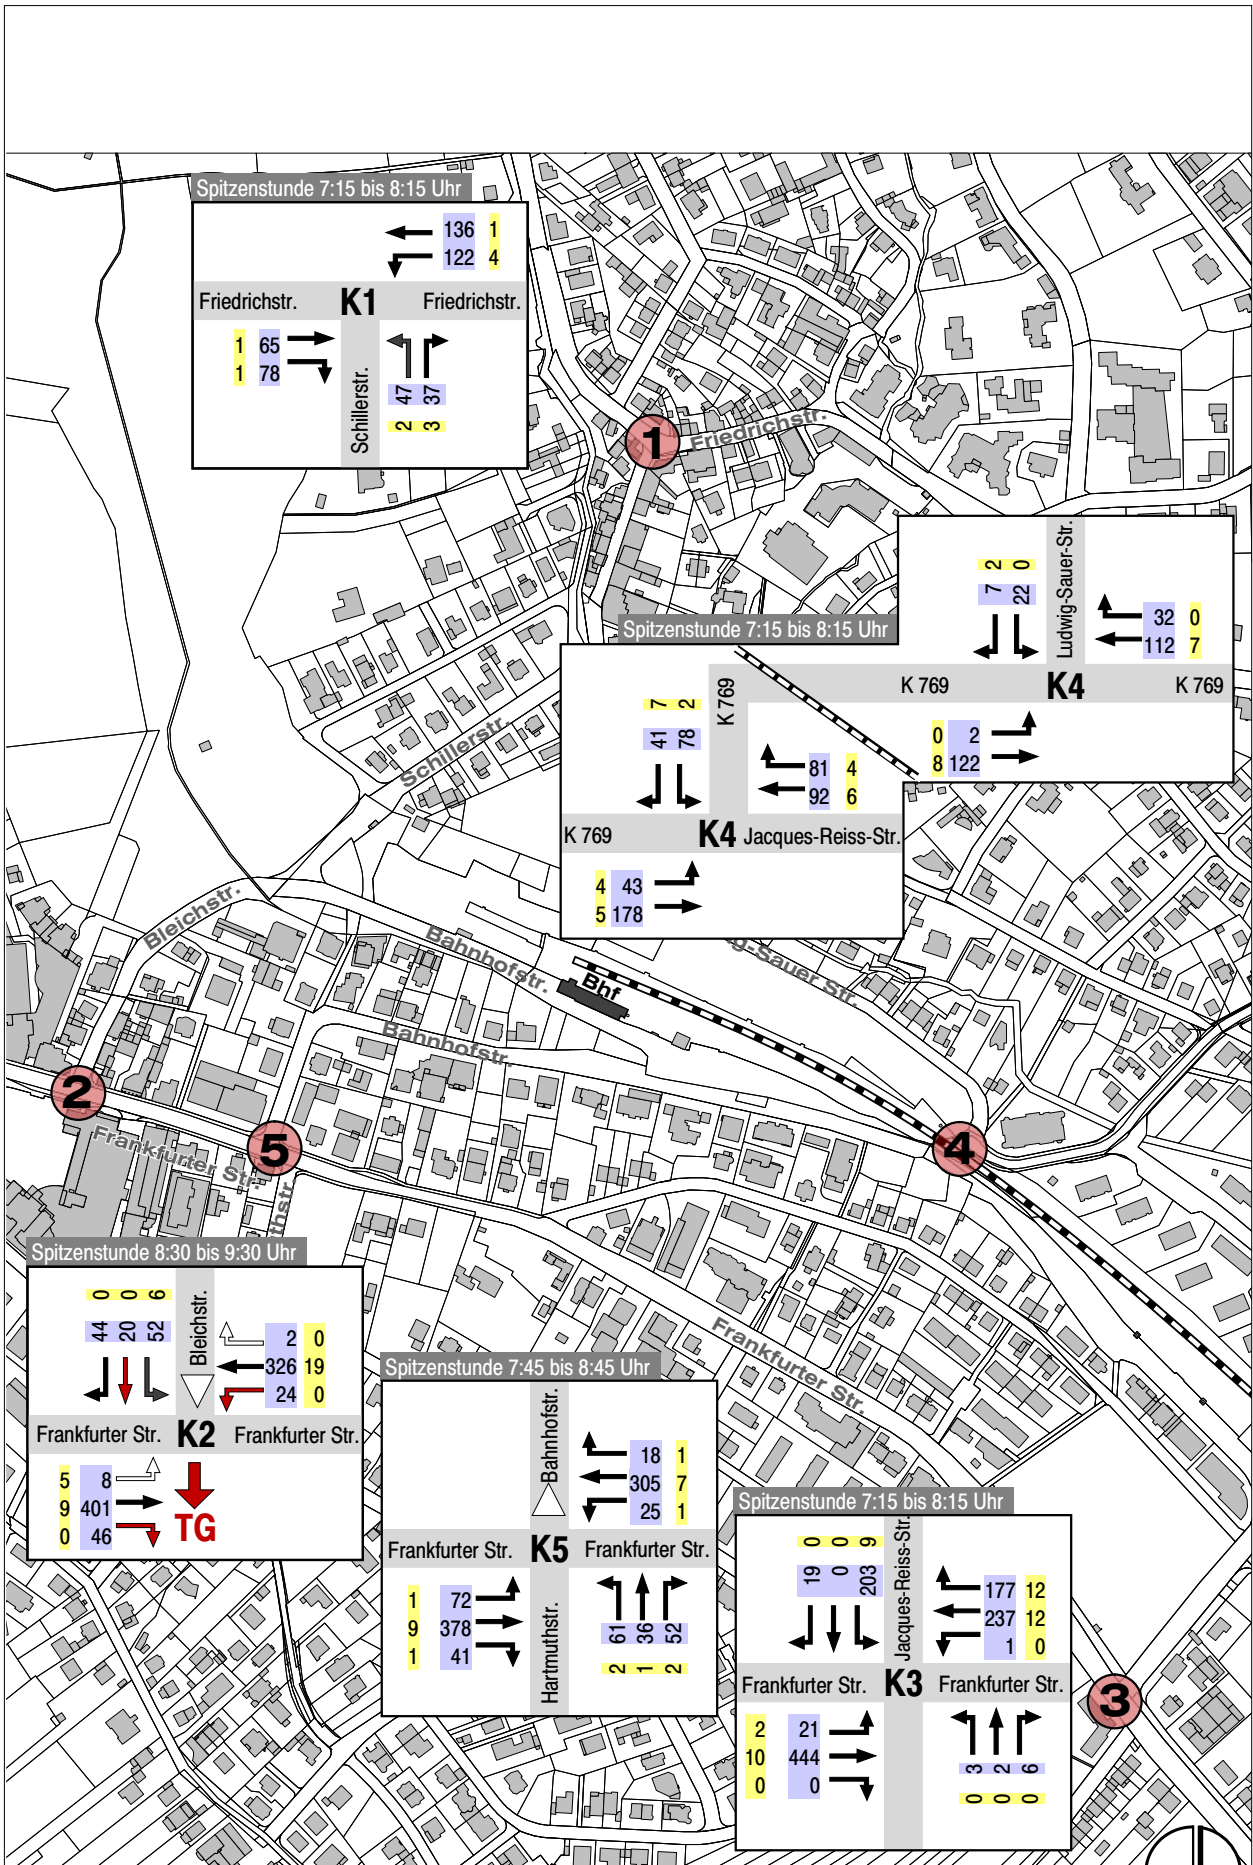 Spitzenstunde 7:15 bis 8:15 Uhr
136 1
122 4
Friedrichstr. K1 Friedrichstr.
1 65
1 78
Schillerstr.
47 37
2 3
1
Friedrichstr.
Spitzenstunde 7:15 bis 8:15 Uhr
2 0
7 22
Ludwig-Sauer-Str.
32 0
112 7
K 769 K4 K 769
0 2
8 122
7 2
41 78
K 769
81 4
92 6
K 769 K4 Jacques-Reiss-Str.
4 43
5 178
Schillerstr.
Bleichstr.
Bahnhofstr.
Bhf
g-Sauer Str.
Bahnhofstr.
2
5
4
Frankfurter Str.
thstr.
Frankfurter Str.
Spitzenstunde 8:30 bis 9:30 Uhr
0 0 6
44 20 52
Bleichstr.
2 0
326 19
24 0
Frankfurter Str. K2 Frankfurter Str.
5 8
9 401
0 46
TG
Spitzenstunde 7:45 bis 8:45 Uhr
Bahnhofstr.
18 1
305 7
25 1
Frankfurter Str. K5 Frankfurter Str.
1 72
9 378
1 41
Hartmuthstr.
61 36 52
2 1 2
Spitzenstunde 7:15 bis 8:15 Uhr
0 0 9
19 0 203
Jacques-Reiss-Str.
177 12
237 12
1 0
Frankfurter Str. K3 Frankfurter Str.
2 21
10 444
0 0
3 2 6
0 0 0
3